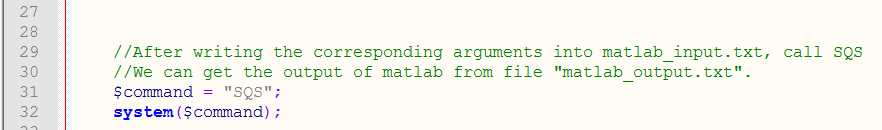 27
28
29 //After writing the corresponding arguments into matlab_input.txt, call SQS
30 //We can get the output of matlab from file "matlab_output.txt".
31 $command = "SQS";
32 system($command);